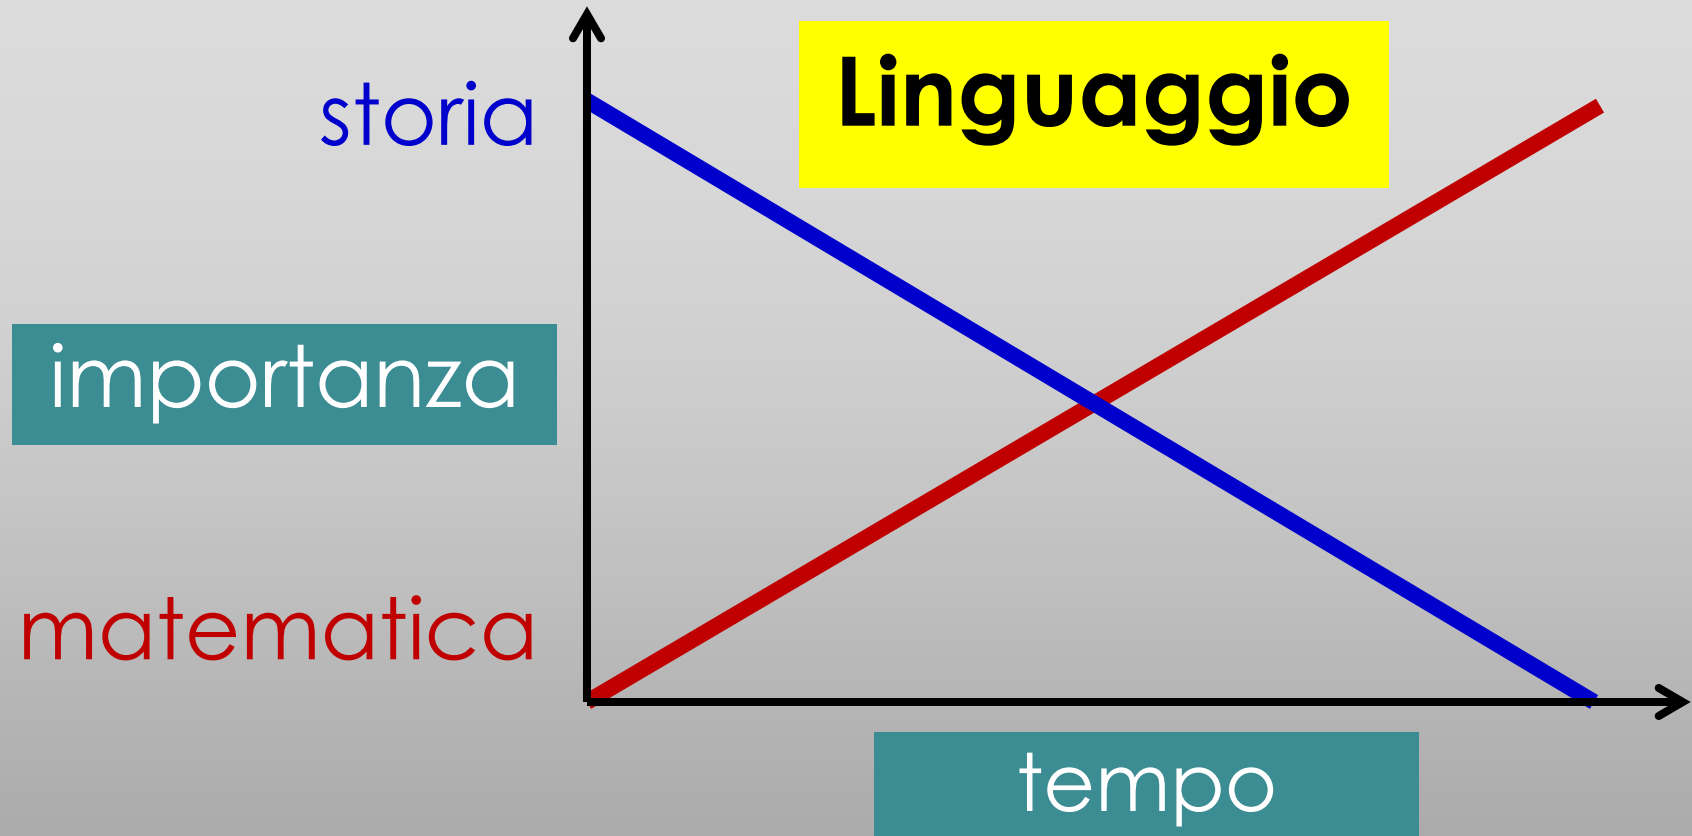 Linguaggio
storia
importanza
matematica
tempo